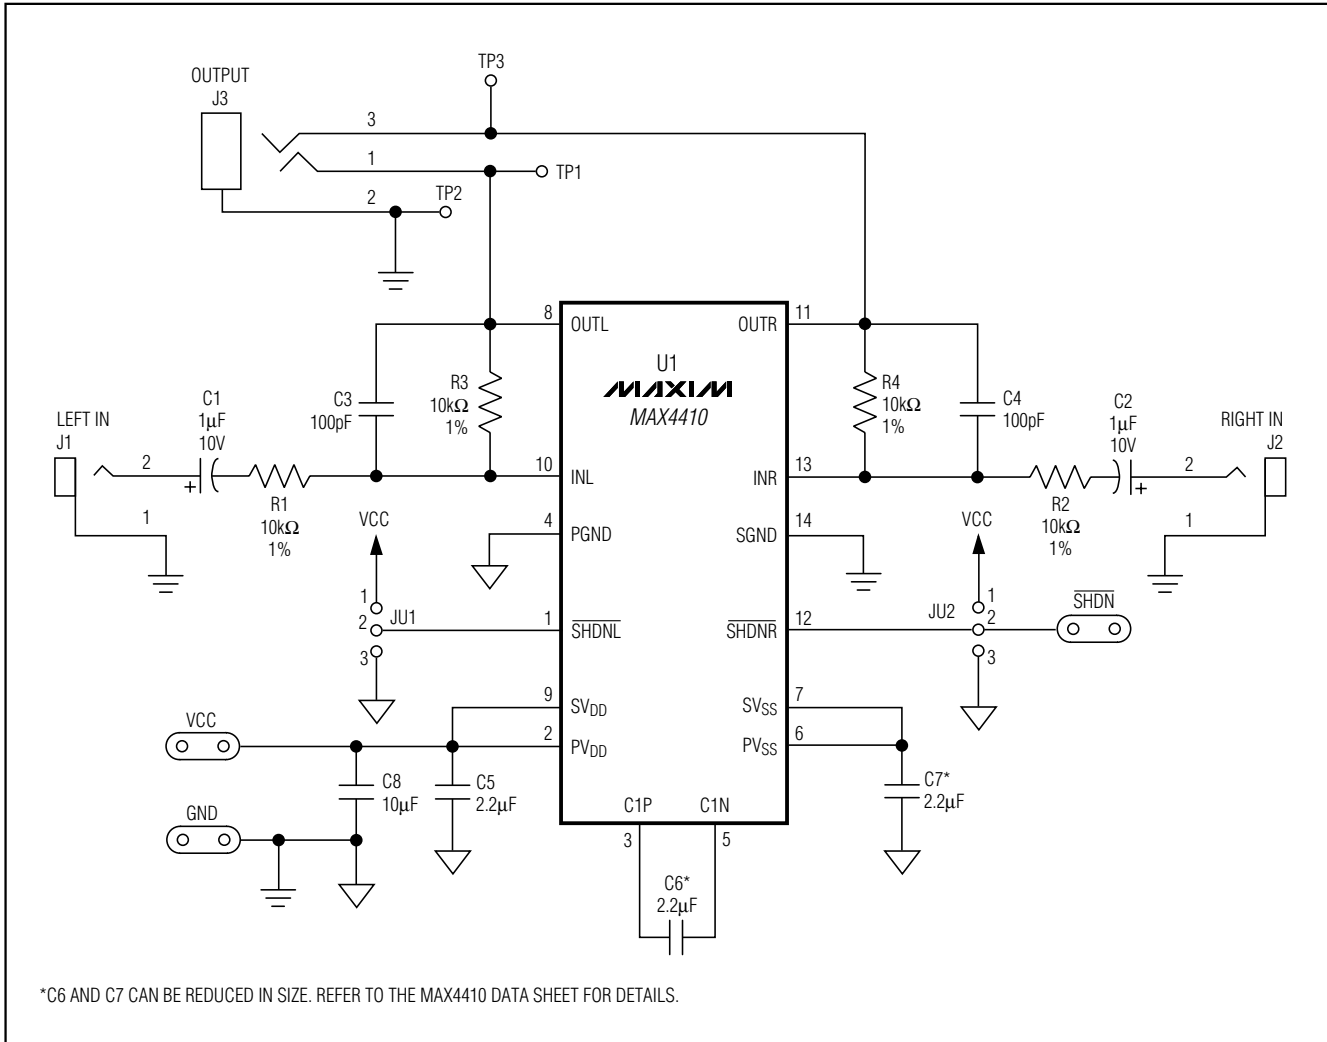 TP3
OUTPUT
J3
3
1
TP1
2
TP2
8
OUTL
OUTR
11
U1
MAXIM
MAX4410
R3
10kΩ
1%
C3
100pF
R4
10kΩ
1%
C4
100pF
C1
1µF
10V
+
LEFT IN
J1
2
1
R1
10kΩ
1%
10
INL
INR
13
C2
1µF
10V
+
RIGHT IN
J2
2
1
R2
10kΩ
1%
4
PGND
SGND
14
VCC
1
2
3
JU1
1
SHDNL
SHDNR
12
VCC
JU2
1
2
3
SHDN
9
SVDD
SVSS
7
VCC
2
PVDD
PVSS
6
C8
10µF
C5
2.2µF
C7*
2.2µF
GND
C1P
C1N
3
5
C6*
2.2µF
*C6 AND C7 CAN BE REDUCED IN SIZE. REFER TO THE MAX4410 DATA SHEET FOR DETAILS.